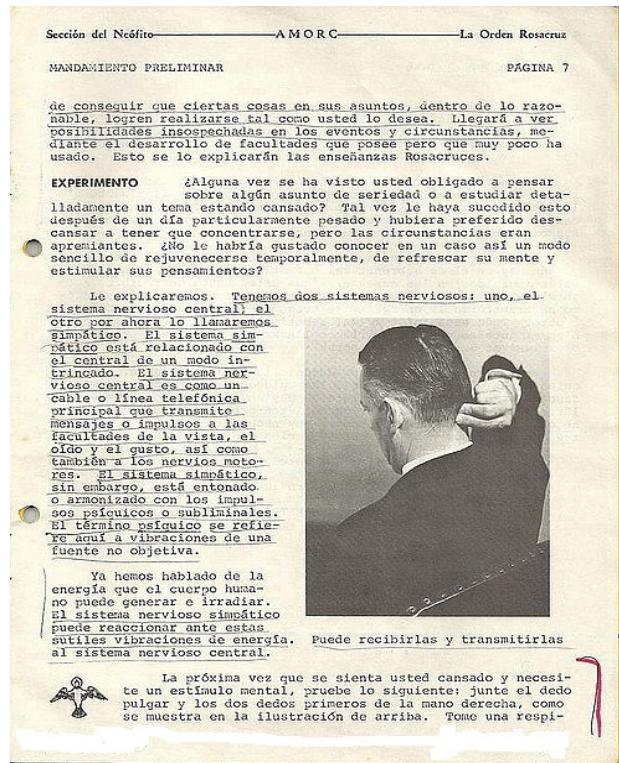 Sección del Neófito AMORC La Orden Rosacruz
MANDAMIENTO PRELIMINAR PÁGINA 7
de conseguir que ciertas cosas en sus asuntos, dentro de lo razo-
nable, logren realizarse tal como usted lo desea. Llegará a ver
posibilidades insospechadas en los eventos y circunstancias, me-
diante el desarrollo de facultades que posee pero que muy poco ha
usado. Esto se lo explicarán las enseñanzas Rosacruces.
EXPERIMENTO ¿Alguna vez se ha visto usted obligado a pensar
sobre algún asunto de seriedad o a estudiar deta-
lladamente un tema estando cansado? Tal vez le haya sucedido esto
después de un día particularmente pesado y hubiera preferido des-
cansar a tener que concentrarse, pero las circunstancias eran
apremiantes. ¿No le habría gustado conocer en un caso así un modo
sencillo de rejuvenecerse temporalmente, de refrescar su mente y
estimular sus pensamientos?
Le explicaremos. Tenemos dos sistemas nerviosos: uno, el
sistema nervioso central; el
otro por ahora lo llamaremos
simpático. El sistema sim-
pático está relacionado con
el central de un modo in-
trincado. El sistema ner-
vioso central es como un
cable o línea telefónica
principal que transmite
mensajes o impulsos a las
facultades de la vista, el
oído y el gusto, así como
también a los nervios moto-
res. El sistema simpático,
sin embargo, está entonado
o armonizado con los impul-
sos psíquicos o subliminales.
El término psíquico se refie-
re aquí a vibraciones de una
fuente no objetiva.
Ya hemos hablado de la
energía que el cuerpo huma-
no puede generar e irradiar.
El sistema nervioso simpático
puede reaccionar ante estas
sutiles vibraciones de energía. Puede recibirlas y transmitirlas
al sistema nervioso central.
La próxima vez que se sienta usted cansado y necesi-
te un estímulo mental, pruebe lo siguiente: junte el dedo
pulgar y los dos dedos primeros de la mano derecha, como
se muestra en la ilustración de arriba. Tome una respi-